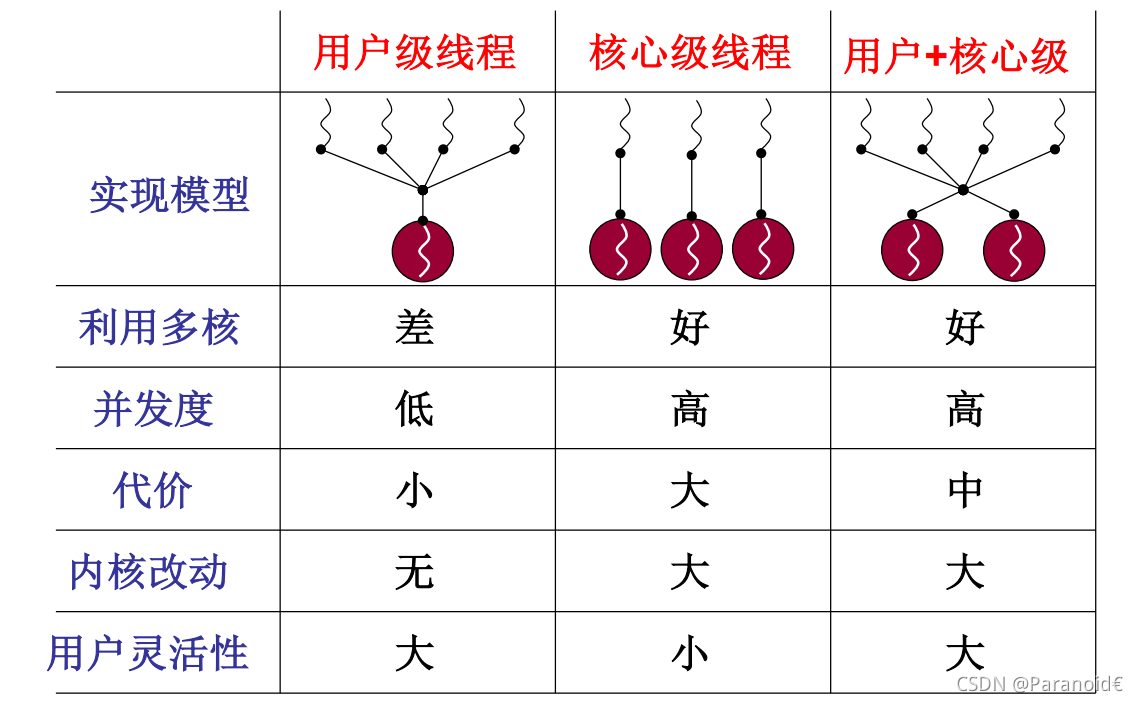 用户级线程 核心级线程 用户+核心级
实现模型
利用多核 差 好 好
并发度 低 高 高
代价 小 大 中
内核改动 无 大 大
用户灵活性 大 小 大
CSDN @Paranoid€